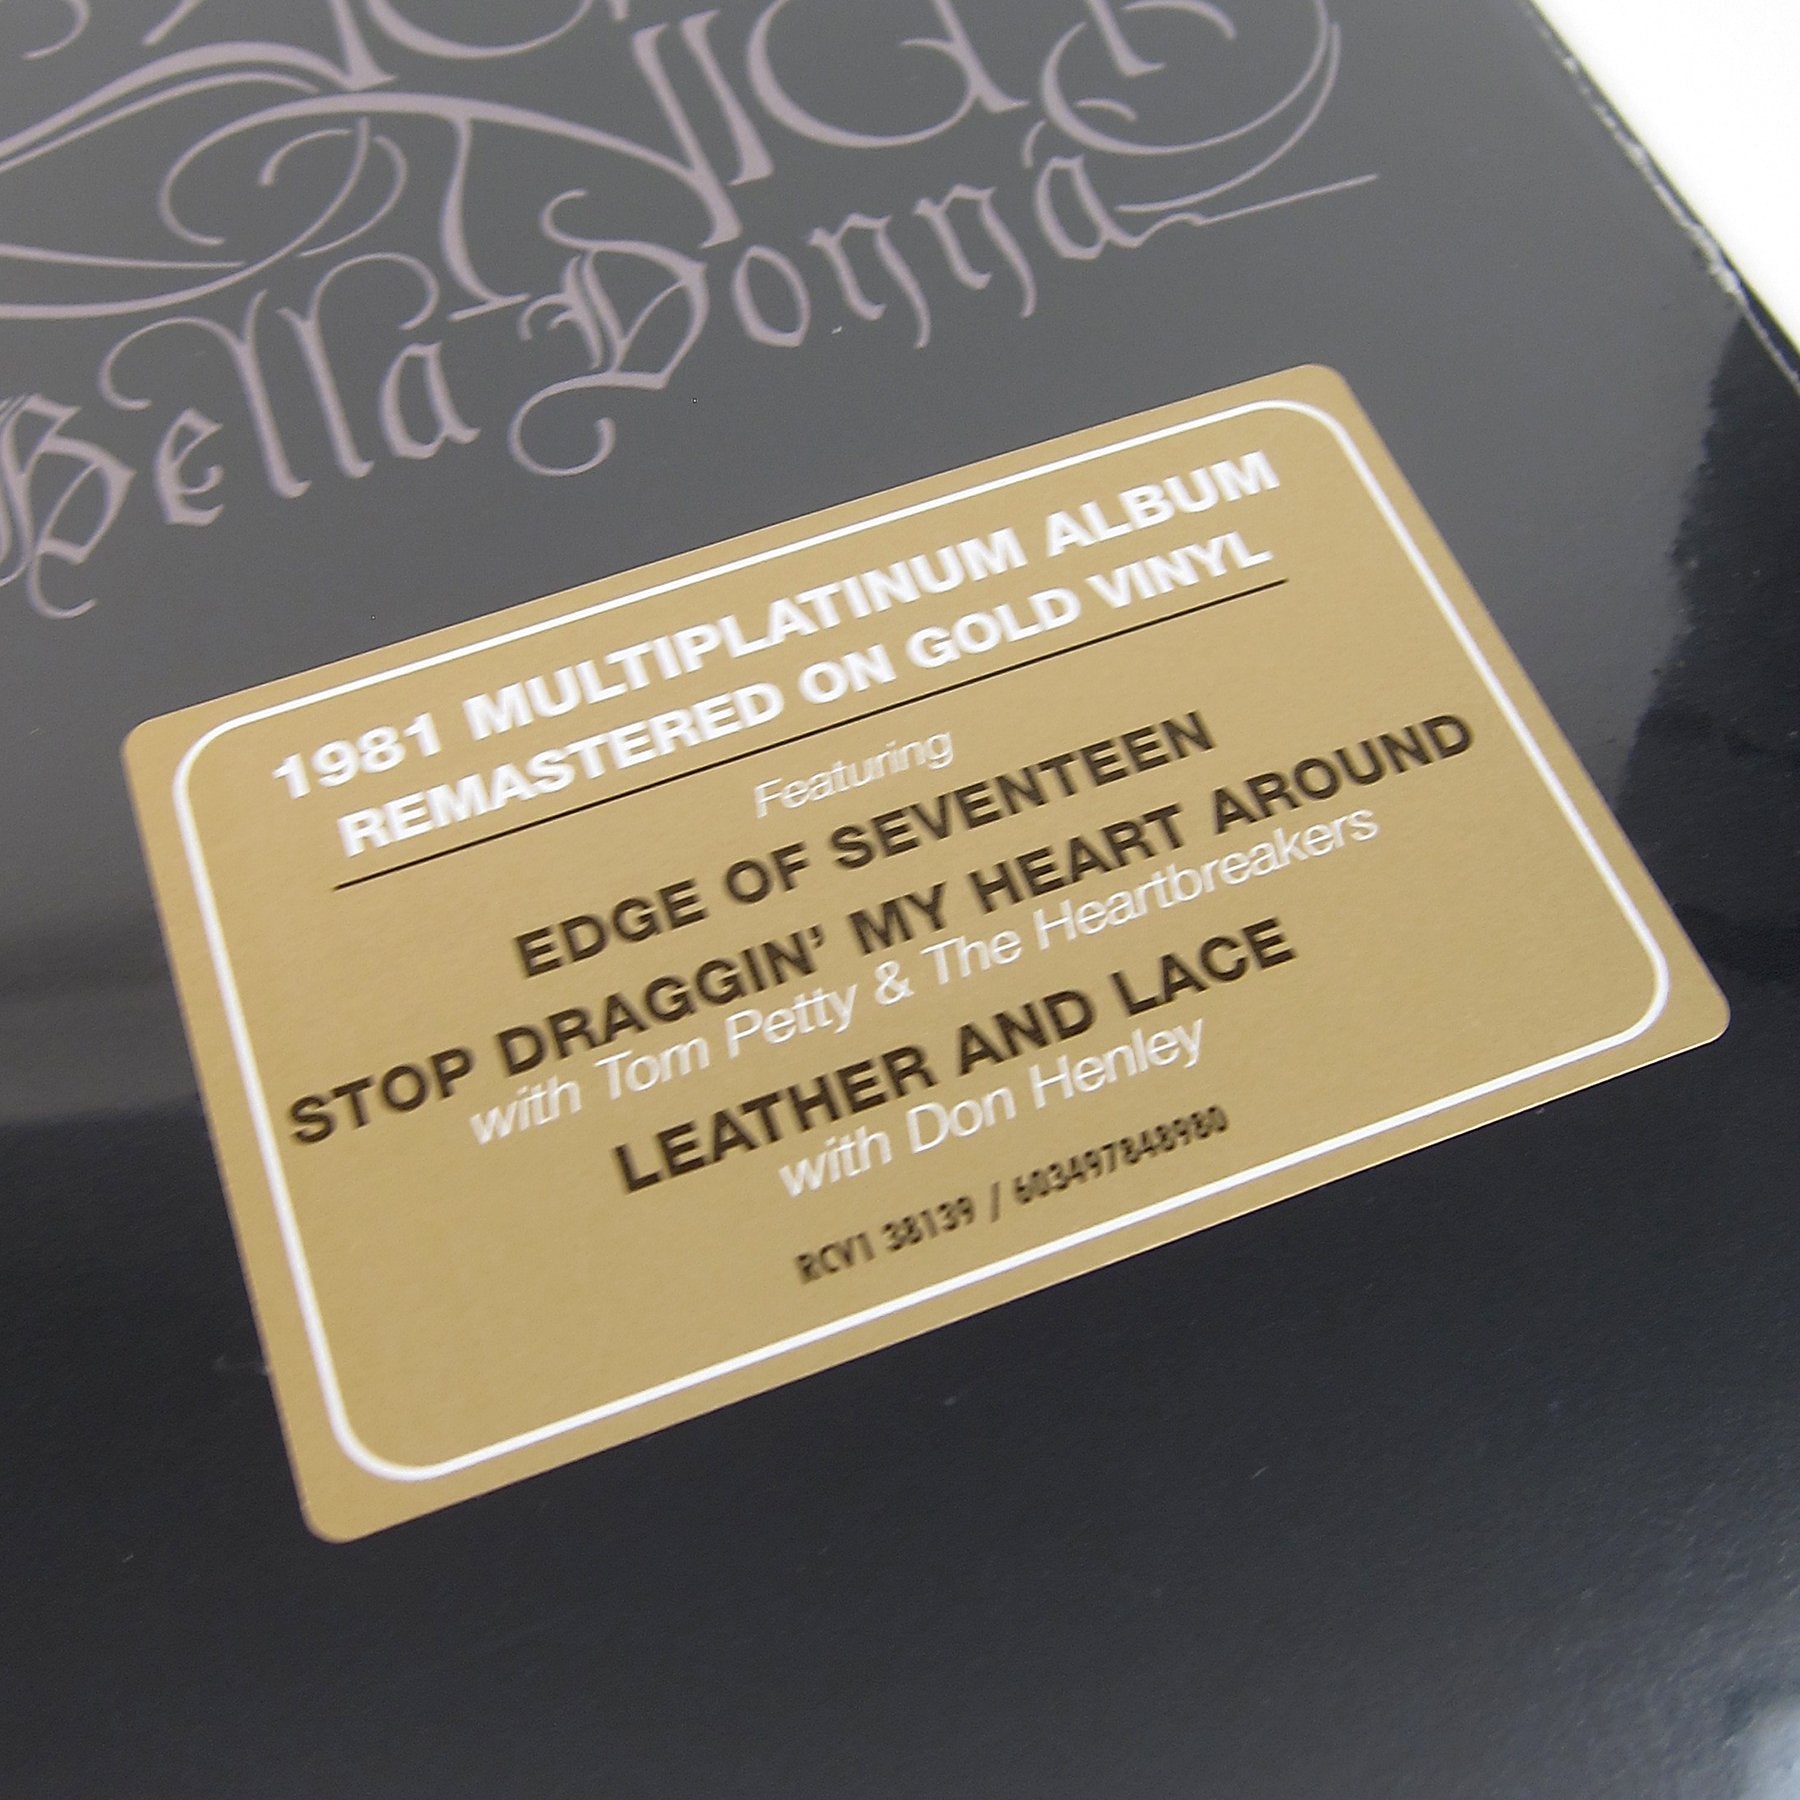 Bella Donna
1981 MULTIPLATINUM ALBUM
REMASTERED ON GOLD VINYL
Featuring
EDGE OF SEVENTEEN
STOP DRAGGIN' MY HEART AROUND
with Tom Petty & The Heartbreakers
LEATHER AND LACE
with Don Henley
RCV1 38139 / 603497848980